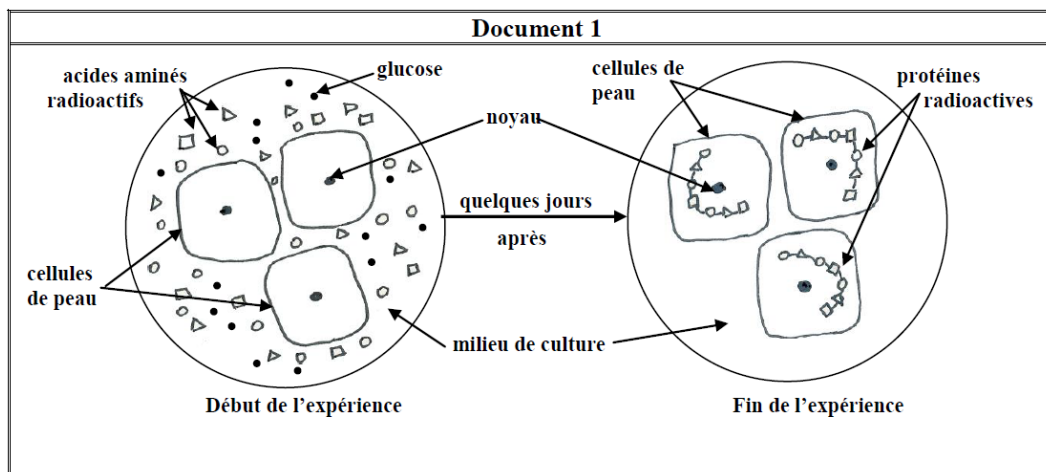 Document 1
acides aminés
radioactifs
glucose
noyau
cellules
de peau
milieu de culture
quelques jours
après
cellules de
peau
protéines
radioactives
Début de l'expérience
Fin de l'expérience